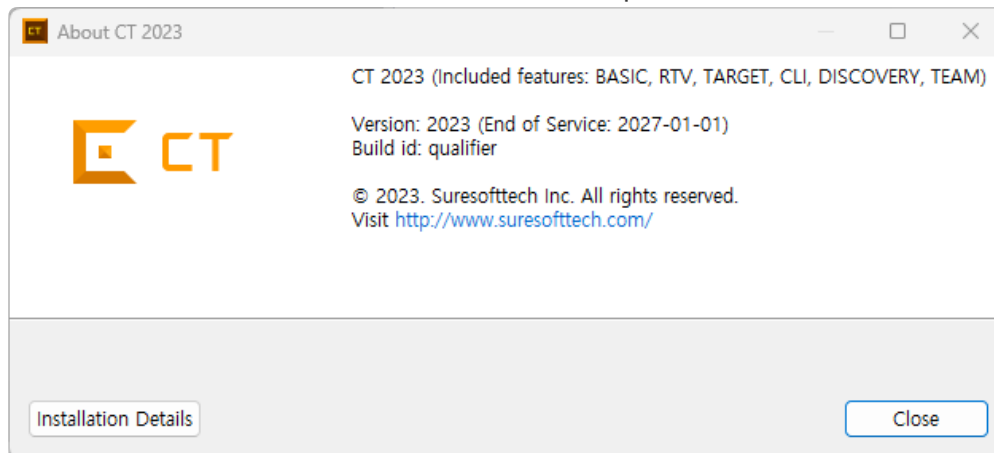 CT About CT 2023
CT 2023 (Included features: BASIC, RTV, TARGET, CLI, DISCOVERY, TEAM)
CT
Version: 2023 (End of Service: 2027-01-01)
Build id: qualifier
© 2023. Suresofttech Inc. All rights reserved.
Visit http://www.suresofttech.com/
Installation Details
Close